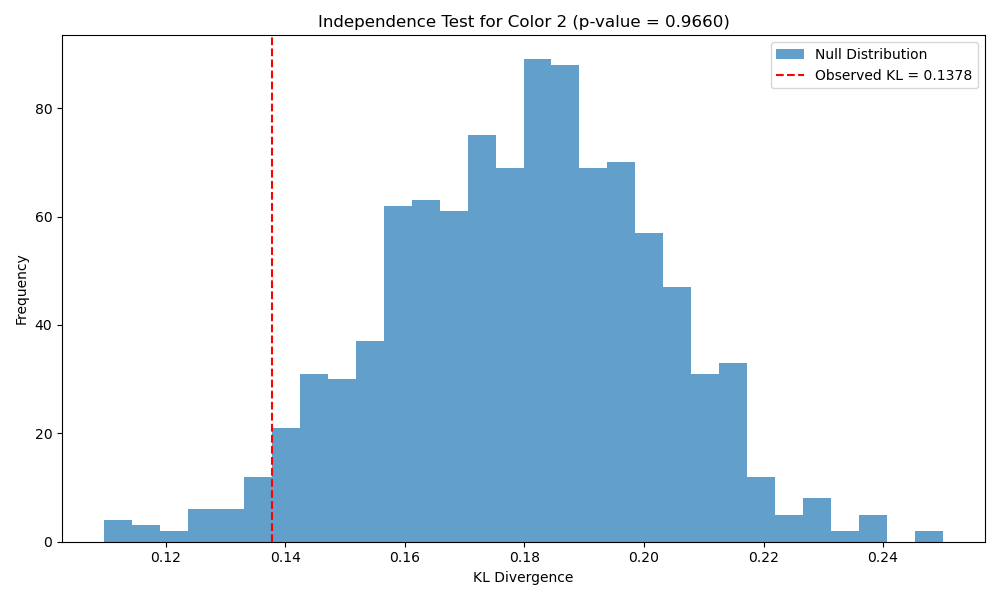 Independence Test for Color 2 (p-value = 0.9660)
Null Distribution
Observed KL = 0.1378
Frequency
80
60
40
20
0
0.12 0.14 0.16 0.18 0.20 0.22 0.24
KL Divergence